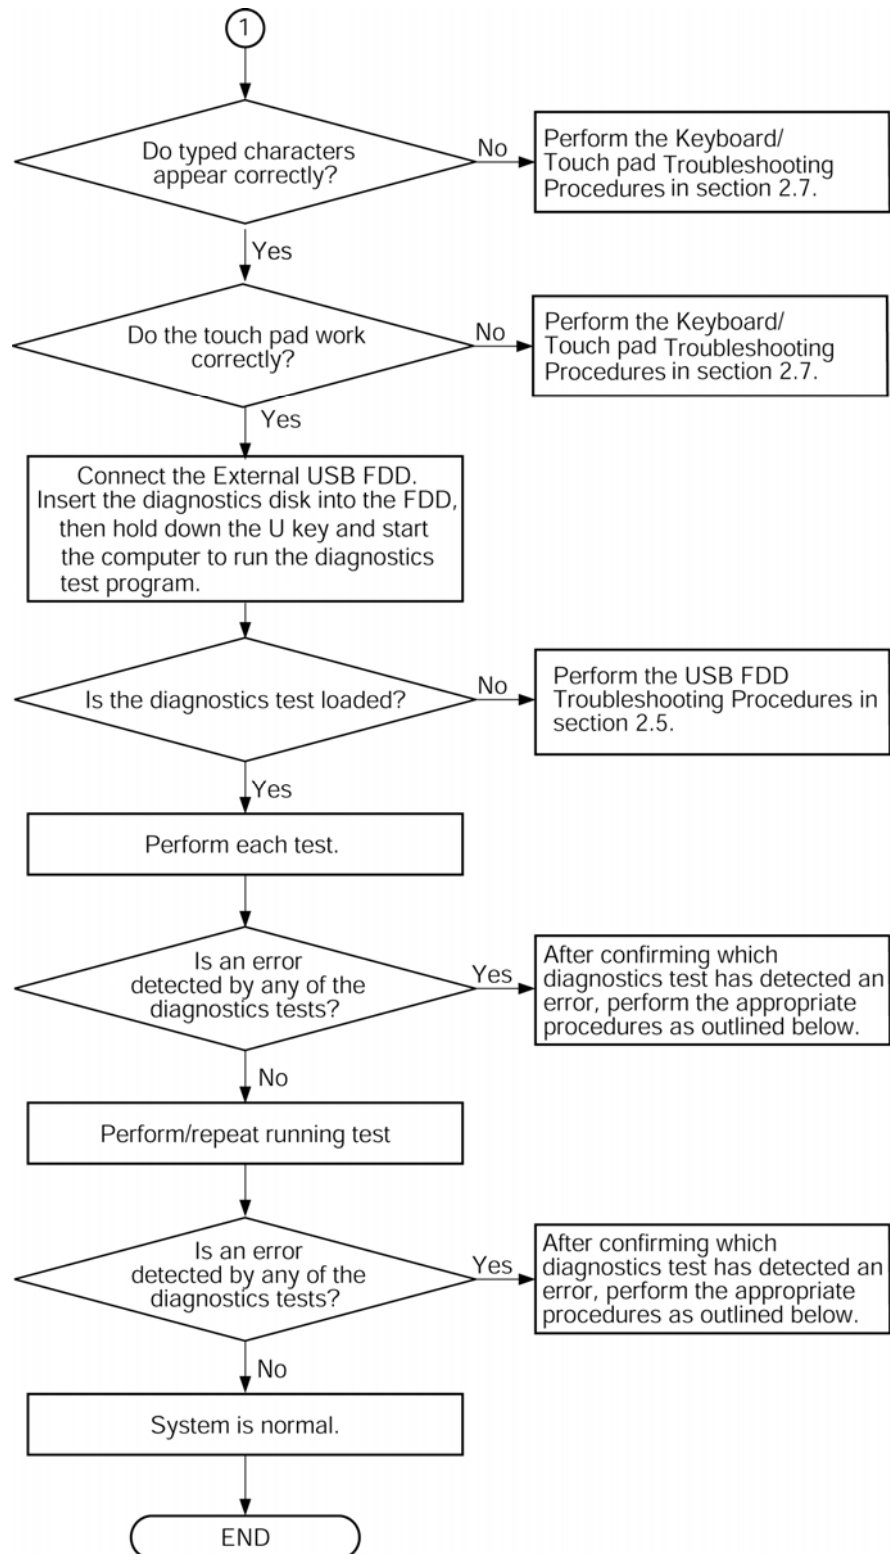 1
Do typed characters
appear correctly?
No
Perform the Keyboard/
Touch pad Troubleshooting
Procedures in section 2.7.
Yes
Do the touch pad work
correctly?
No
Perform the Keyboard/
Touch pad Troubleshooting
Procedures in section 2.7.
Yes
Connect the External USB FDD.
Insert the diagnostics disk into the FDD,
then hold down the U key and start
the computer to run the diagnostics
test program.
Is the diagnostics test loaded?
No
Perform the USB FDD
Troubleshooting Procedures in
section 2.5.
Yes
Perform each test.
Is an error
detected by any of the
diagnostics tests?
Yes
After confirming which
diagnostics test has detected an
error, perform the appropriate
procedures as outlined below.
No
Perform/repeat running test
Is an error
detected by any of the
diagnostics tests?
Yes
After confirming which
diagnostics test has detected an
error, perform the appropriate
procedures as outlined below.
No
System is normal.
END